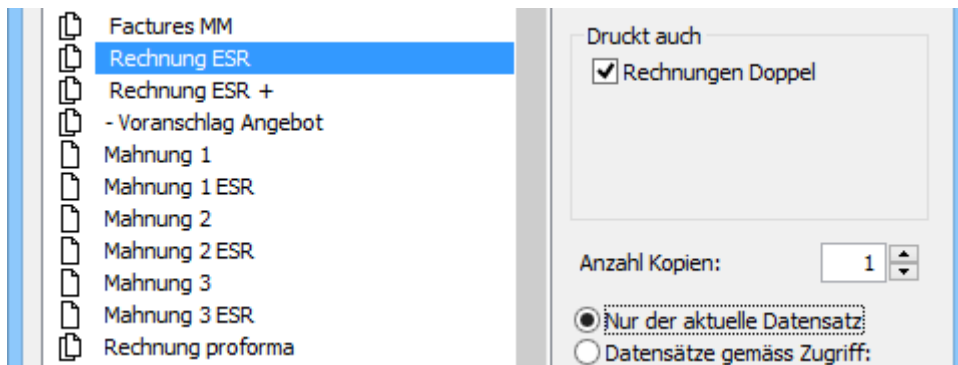 Factures MM
Rechnung ESR
Rechnung ESR +
- Voranschlag Angebot
Mahnung 1
Mahnung 1 ESR
Mahnung 2
Mahnung 2 ESR
Mahnung 3
Mahnung 3 ESR
Rechnung proforma
Druckt auch
Rechnungen Doppel
Anzahl Kopien: 1
Nur der aktuelle Datensatz
Datensätze gemäss Zugriff: